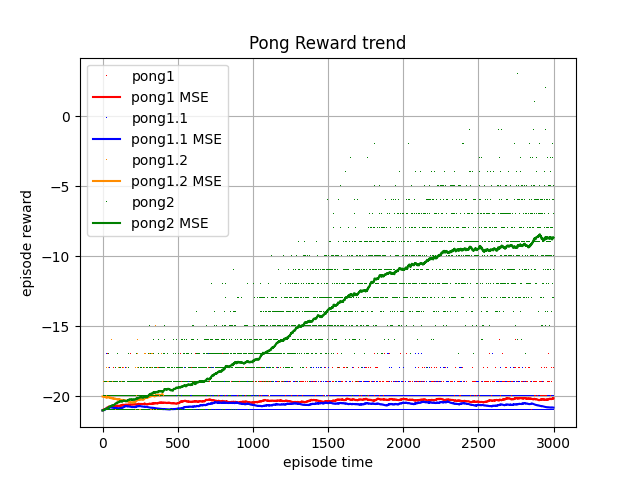 Pong Reward trend
pong1
pong1 MSE
pong1.1
pong1.1 MSE
pong1.2
pong1.2 MSE
pong2
pong2 MSE
0
−5
−10
−15
−20
episode reward
0 500 1000 1500 2000 2500 3000
episode time